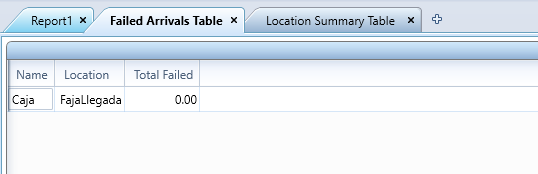 Report1 × Failed Arrivals Table × Location Summary Table ×
Name Location Total Failed
Caja FajaLlegada 0.00